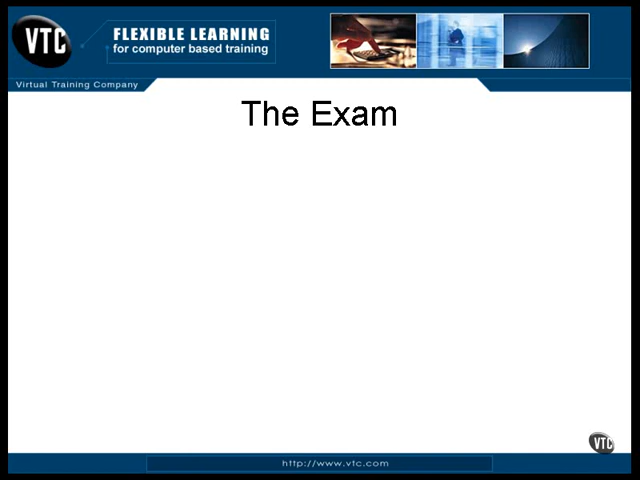 VTC
FLEXIBLE LEARNING
for computer based training
Virtual Training Company
The Exam
VTC
http://www.vtc.com